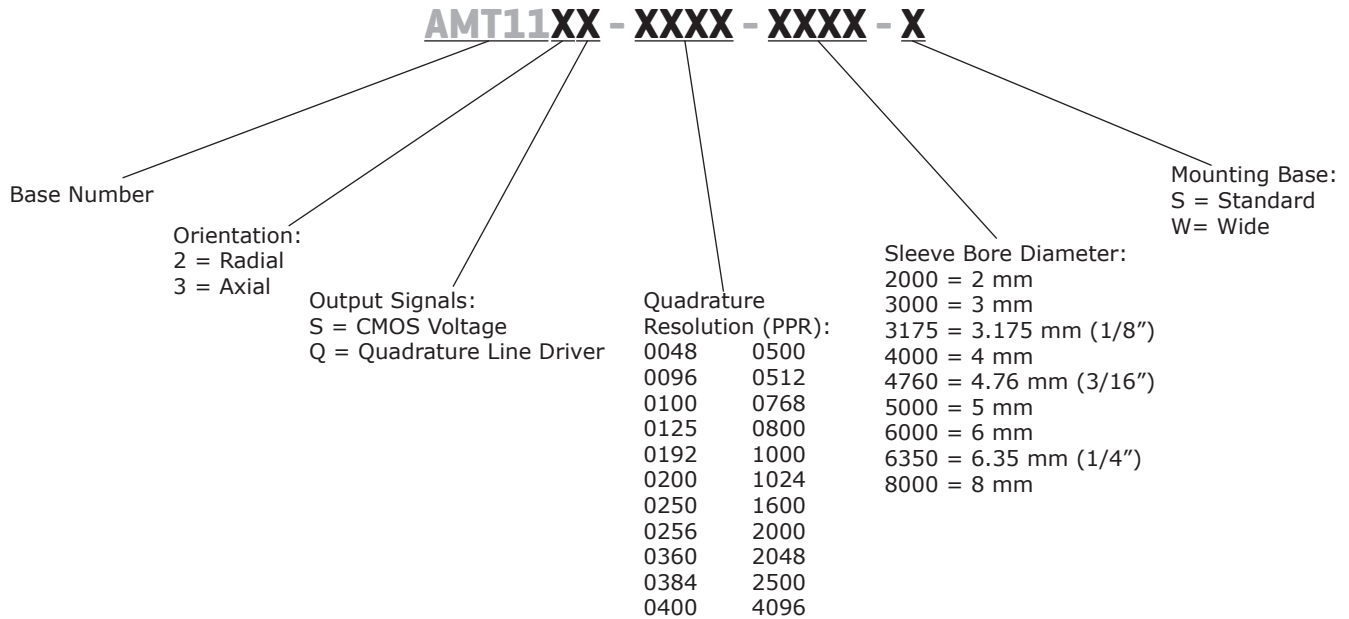 AMT11XX - XXXX - XXXX - X
Base Number
Orientation:
2 = Radial
3 = Axial
Output Signals:
S = CMOS Voltage
Q = Quadrature Line Driver
Quadrature
Resolution (PPR):
0048 0500
0096 0512
0100 0768
0125 0800
0192 1000
0200 1024
0250 1600
0256 2000
0360 2048
0384 2500
0400 4096
Sleeve Bore Diameter:
2000 = 2 mm
3000 = 3 mm
3175 = 3.175 mm (1/8”)
4000 = 4 mm
4760 = 4.76 mm (3/16”)
5000 = 5 mm
6000 = 6 mm
6350 = 6.35 mm (1/4”)
8000 = 8 mm
Mounting Base:
S = Standard
W= Wide